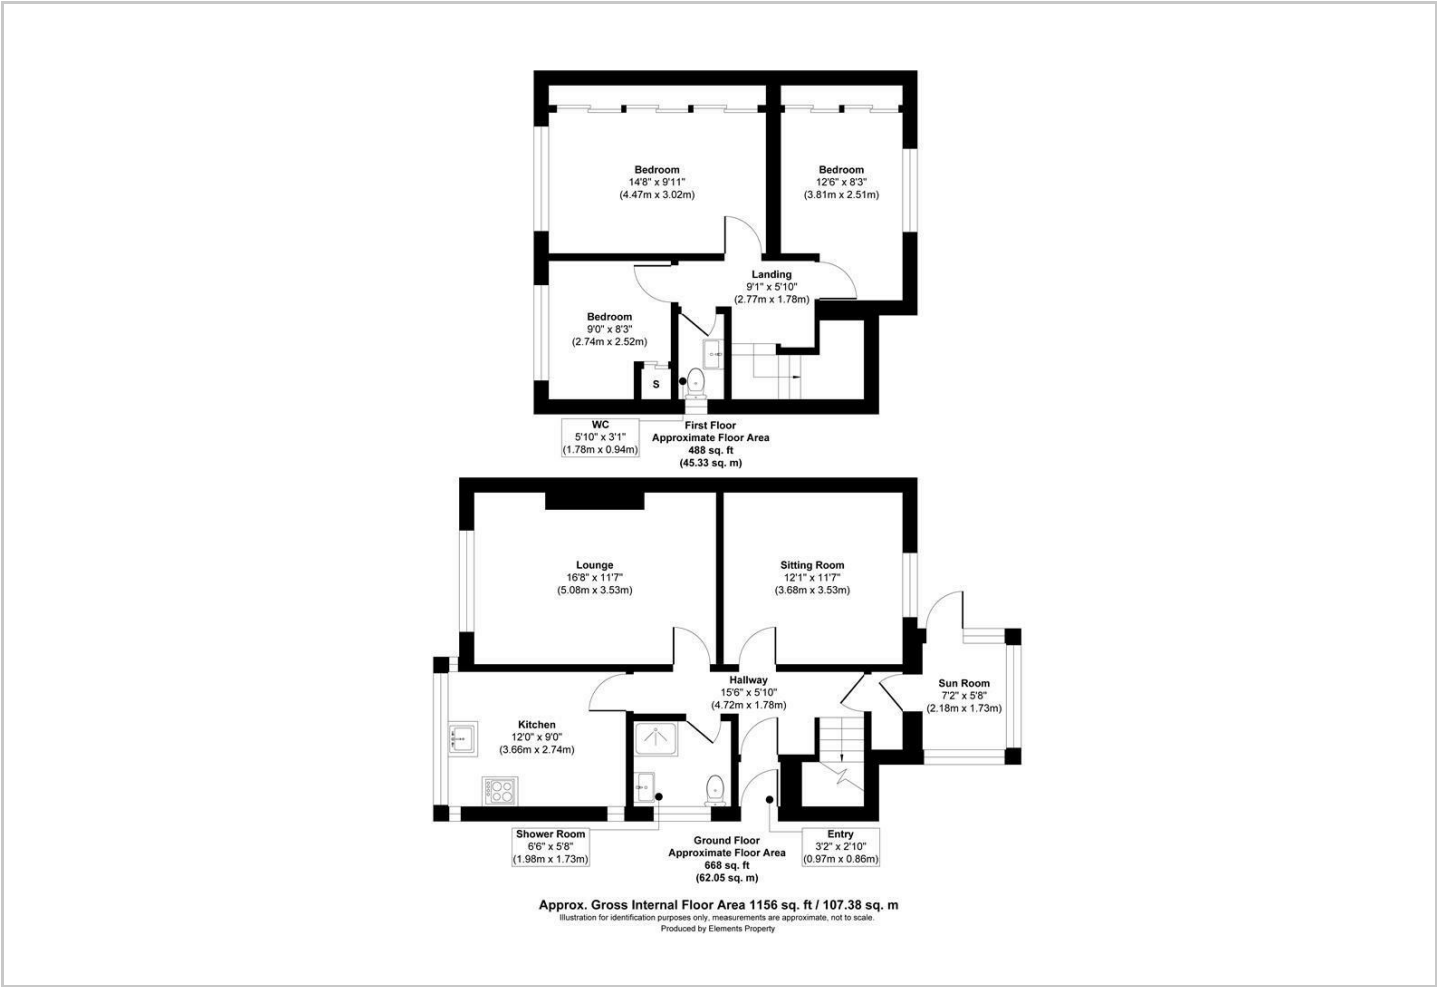 Bedroom
14'8" x 9'11"
(4.47m x 3.02m)
Bedroom
12'6" x 8'3"
(3.81m x 2.51m)
Landing
9'1" x 5'10"
(2.77m x 1.78m)
Bedroom
9'0" x 8'3"
(2.74m x 2.52m)
S
WC
5'10" x 3'1"
(1.78m x 0.94m)
First Floor
Approximate Floor Area
488 sq. ft
(45.33 sq. m)
Lounge
16'8" x 11'7"
(5.08m x 3.53m)
Sitting Room
12'1" x 11'7"
(3.68m x 3.53m)
Hallway
15'6" x 5'10"
(4.72m x 1.78m)
Sun Room
7'2" x 5'8"
(2.18m x 1.73m)
Kitchen
12'0" x 9'0"
(3.66m x 2.74m)
Shower Room
6'6" x 5'8"
(1.98m x 1.73m)
Ground Floor
Approximate Floor Area
668 sq. ft
(62.05 sq. m)
Entry
3'2" x 2'10"
(0.97m x 0.86m)
Approx. Gross Internal Floor Area 1156 sq. ft / 107.38 sq. m
Illustration for identification purposes only, measurements are approximate, not to scale.
Produced by Elements Property